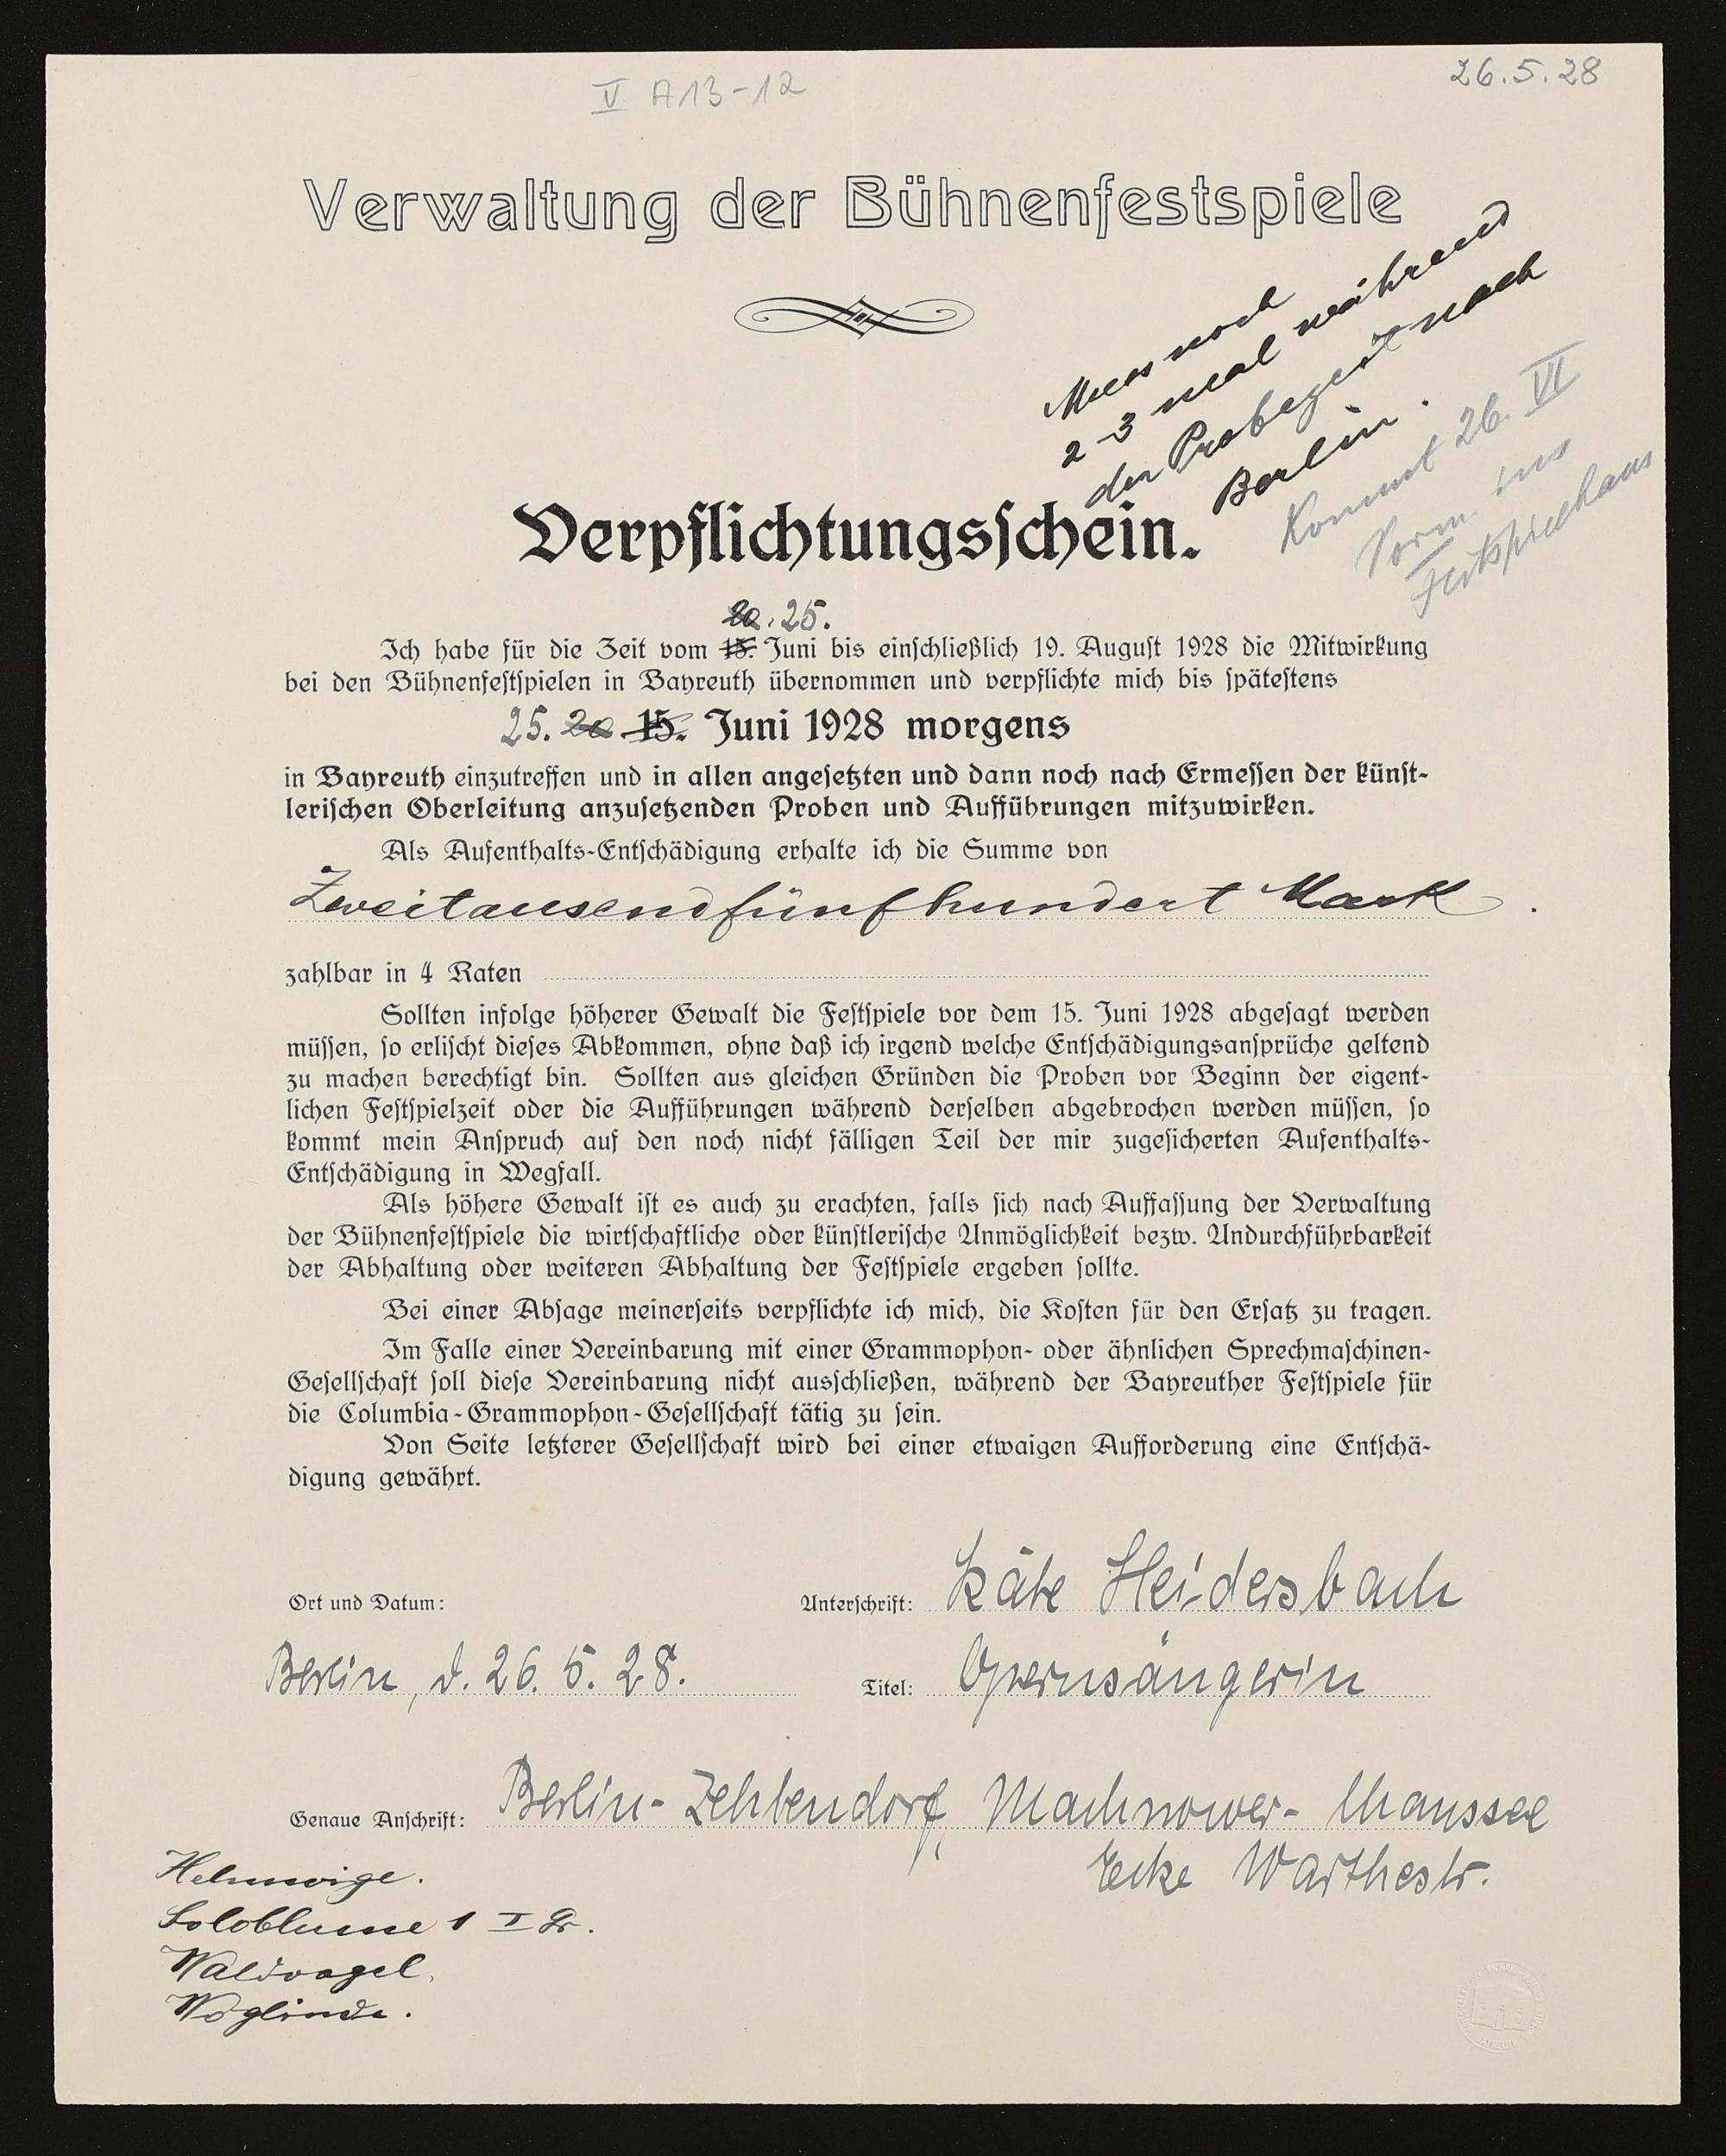 V A13-12
26.5.28
Verwaltung der Bühnenfestspiele
Muss noch
2-3 mal während
der Probezeit nach
Berlin.
Kommt 26. VI
Vorm. ins
Festspielhaus
Verpflichtungsschein.
20. 25.
Ich habe für die Zeit vom 15. Juni bis einschließlich 19. August 1928 die Mitwirkung
bei den Bühnenfestspielen in Bayreuth übernommen und verpflichte mich bis spätestens
25. 20 15. Juni 1928 morgens
in Bayreuth einzutreffen und in allen angesetzten und dann noch nach Ermessen der künst-
lerischen Oberleitung anzusetzenden Proben und Aufführungen mitzuwirken.
Als Aufenthalts-Entschädigung erhalte ich die Summe von
Zweitausendfünfhundert Mark.
zahlbar in 4 Raten
Sollten infolge höherer Gewalt die Festspiele vor dem 15. Juni 1928 abgesagt werden
müssen, so erlischt dieses Abkommen, ohne daß ich irgend welche Entschädigungsansprüche geltend
zu machen berechtigt bin. Sollten aus gleichen Gründen die Proben vor Beginn der eigent-
lichen Festspielzeit oder die Aufführungen während derselben abgebrochen werden müssen, so
kommt mein Anspruch auf den noch nicht fälligen Teil der mir zugesicherten Aufenthalts-
Entschädigung in Wegfall.
Als höhere Gewalt ist es auch zu erachten, falls sich nach Auffassung der Verwaltung
der Bühnenfestspiele die wirtschaftliche oder künstlerische Unmöglichkeit bezw. Undurchführbarkeit
der Abhaltung oder weiteren Abhaltung der Festspiele ergeben sollte.
Bei einer Absage meinerseits verpflichte ich mich, die Kosten für den Ersatz zu tragen.
Im Falle einer Vereinbarung mit einer Grammophon- oder ähnlichen Sprechmaschinen-
Gesellschaft soll diese Vereinbarung nicht ausschließen, während der Bayreuther Festspiele für
die Columbia-Grammophon-Gesellschaft tätig zu sein.
Von Seite letzterer Gesellschaft wird bei einer etwaigen Aufforderung eine Entschä-
digung gewährt.
Ort und Datum:
Unterschrift: Käte Heidersbach
Berlin, d. 26. 5. 28.
Titel: Opernsängerin
Genaue Anschrift: Berlin-Zehlendorf, Machnower-Chaussee
Ecke Warthestr.
Helmwige.
Soloblume 1 I Gr.
Waldvogel.
Woglinde.